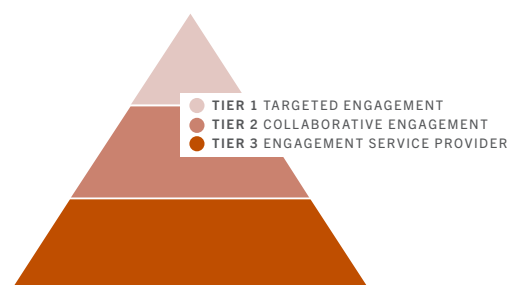 TIER 1 TARGETED ENGAGEMENT
TIER 2 COLLABORATIVE ENGAGEMENT
TIER 3 ENGAGEMENT SERVICE PROVIDER